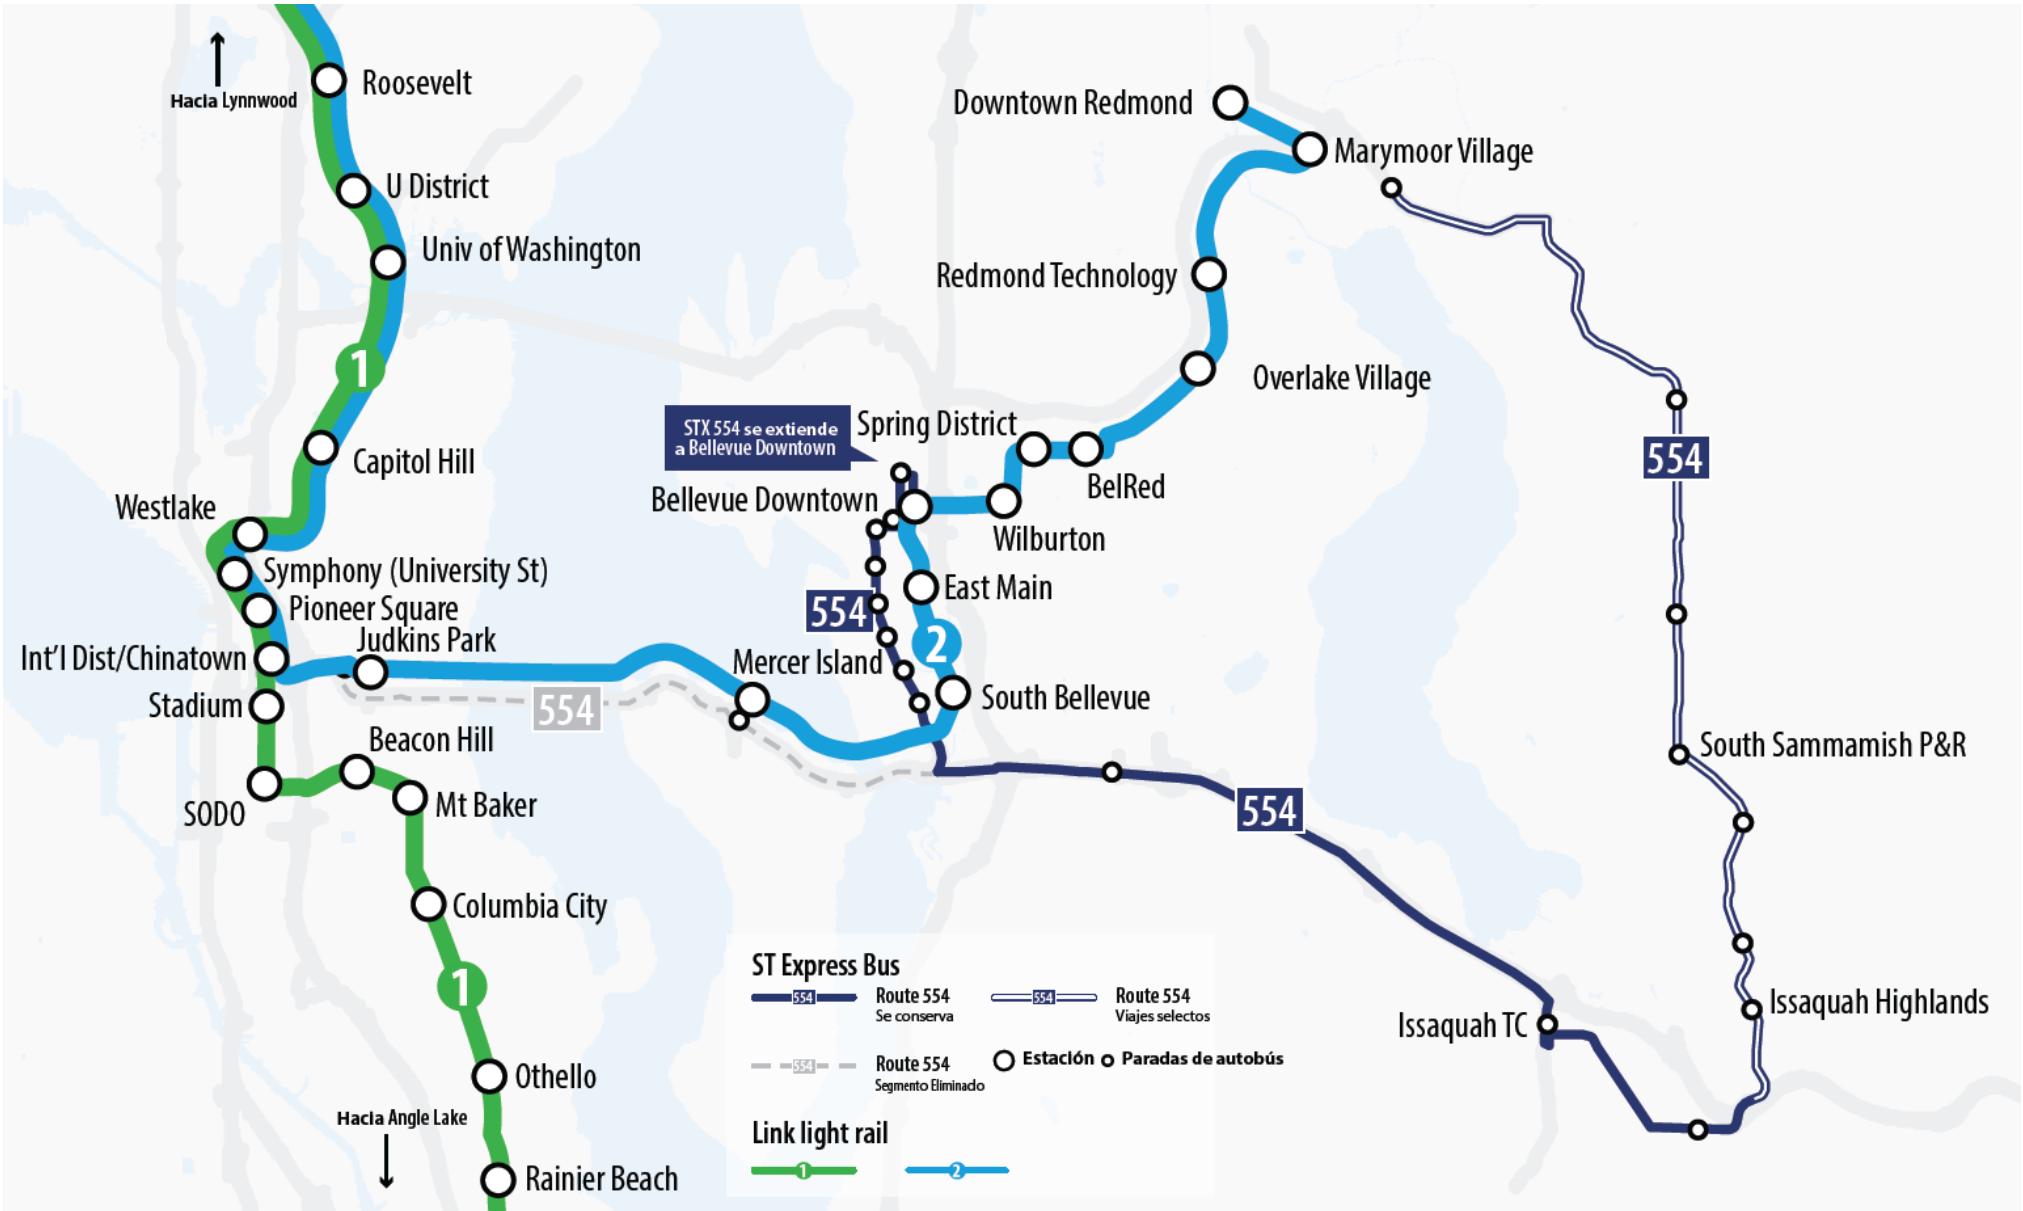 Roosevelt
Hacia Lynnwood
U District
Univ of Washington
1
Capitol Hill
Westlake
Symphony (University St)
Pioneer Square
Int'l Dist/Chinatown
Judkins Park
Stadium
SODO
Beacon Hill
Mt Baker
Columbia City
1
Othello
Hacia Angle Lake
Rainier Beach
554
Mercer Island
Downtown Redmond
Marymoor Village
Redmond Technology
Overlake Village
STX 554 se extiende
a Bellevue Downtown
Spring District
BelRed
Bellevue Downtown
Wilburton
East Main
554
2
South Bellevue
554
554
South Sammamish P&R
Issaquah Highlands
Issaquah TC
ST Express Bus
554
Route 554
Se conserva
554
Route 554
Viajes selectos
554
Route 554
Segmento Eliminado
Estación
Paradas de autobús
Link light rail
1
2